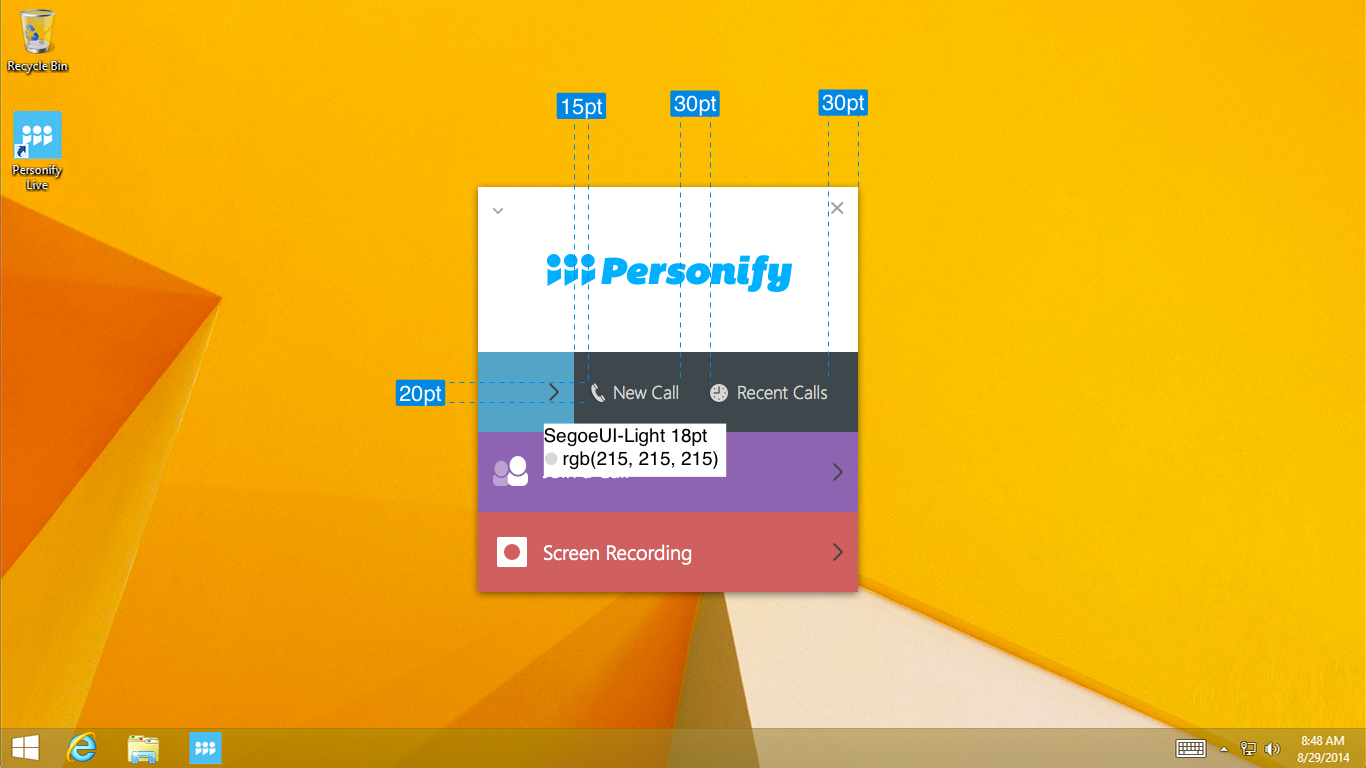 Recycle Bin
Personify
Live
15pt
30pt
30pt
Personify
20pt
New Call
Recent Calls
SegoeUI-Light 18pt
rgb(215, 215, 215)
Screen Recording
8:48 AM
8/29/2014